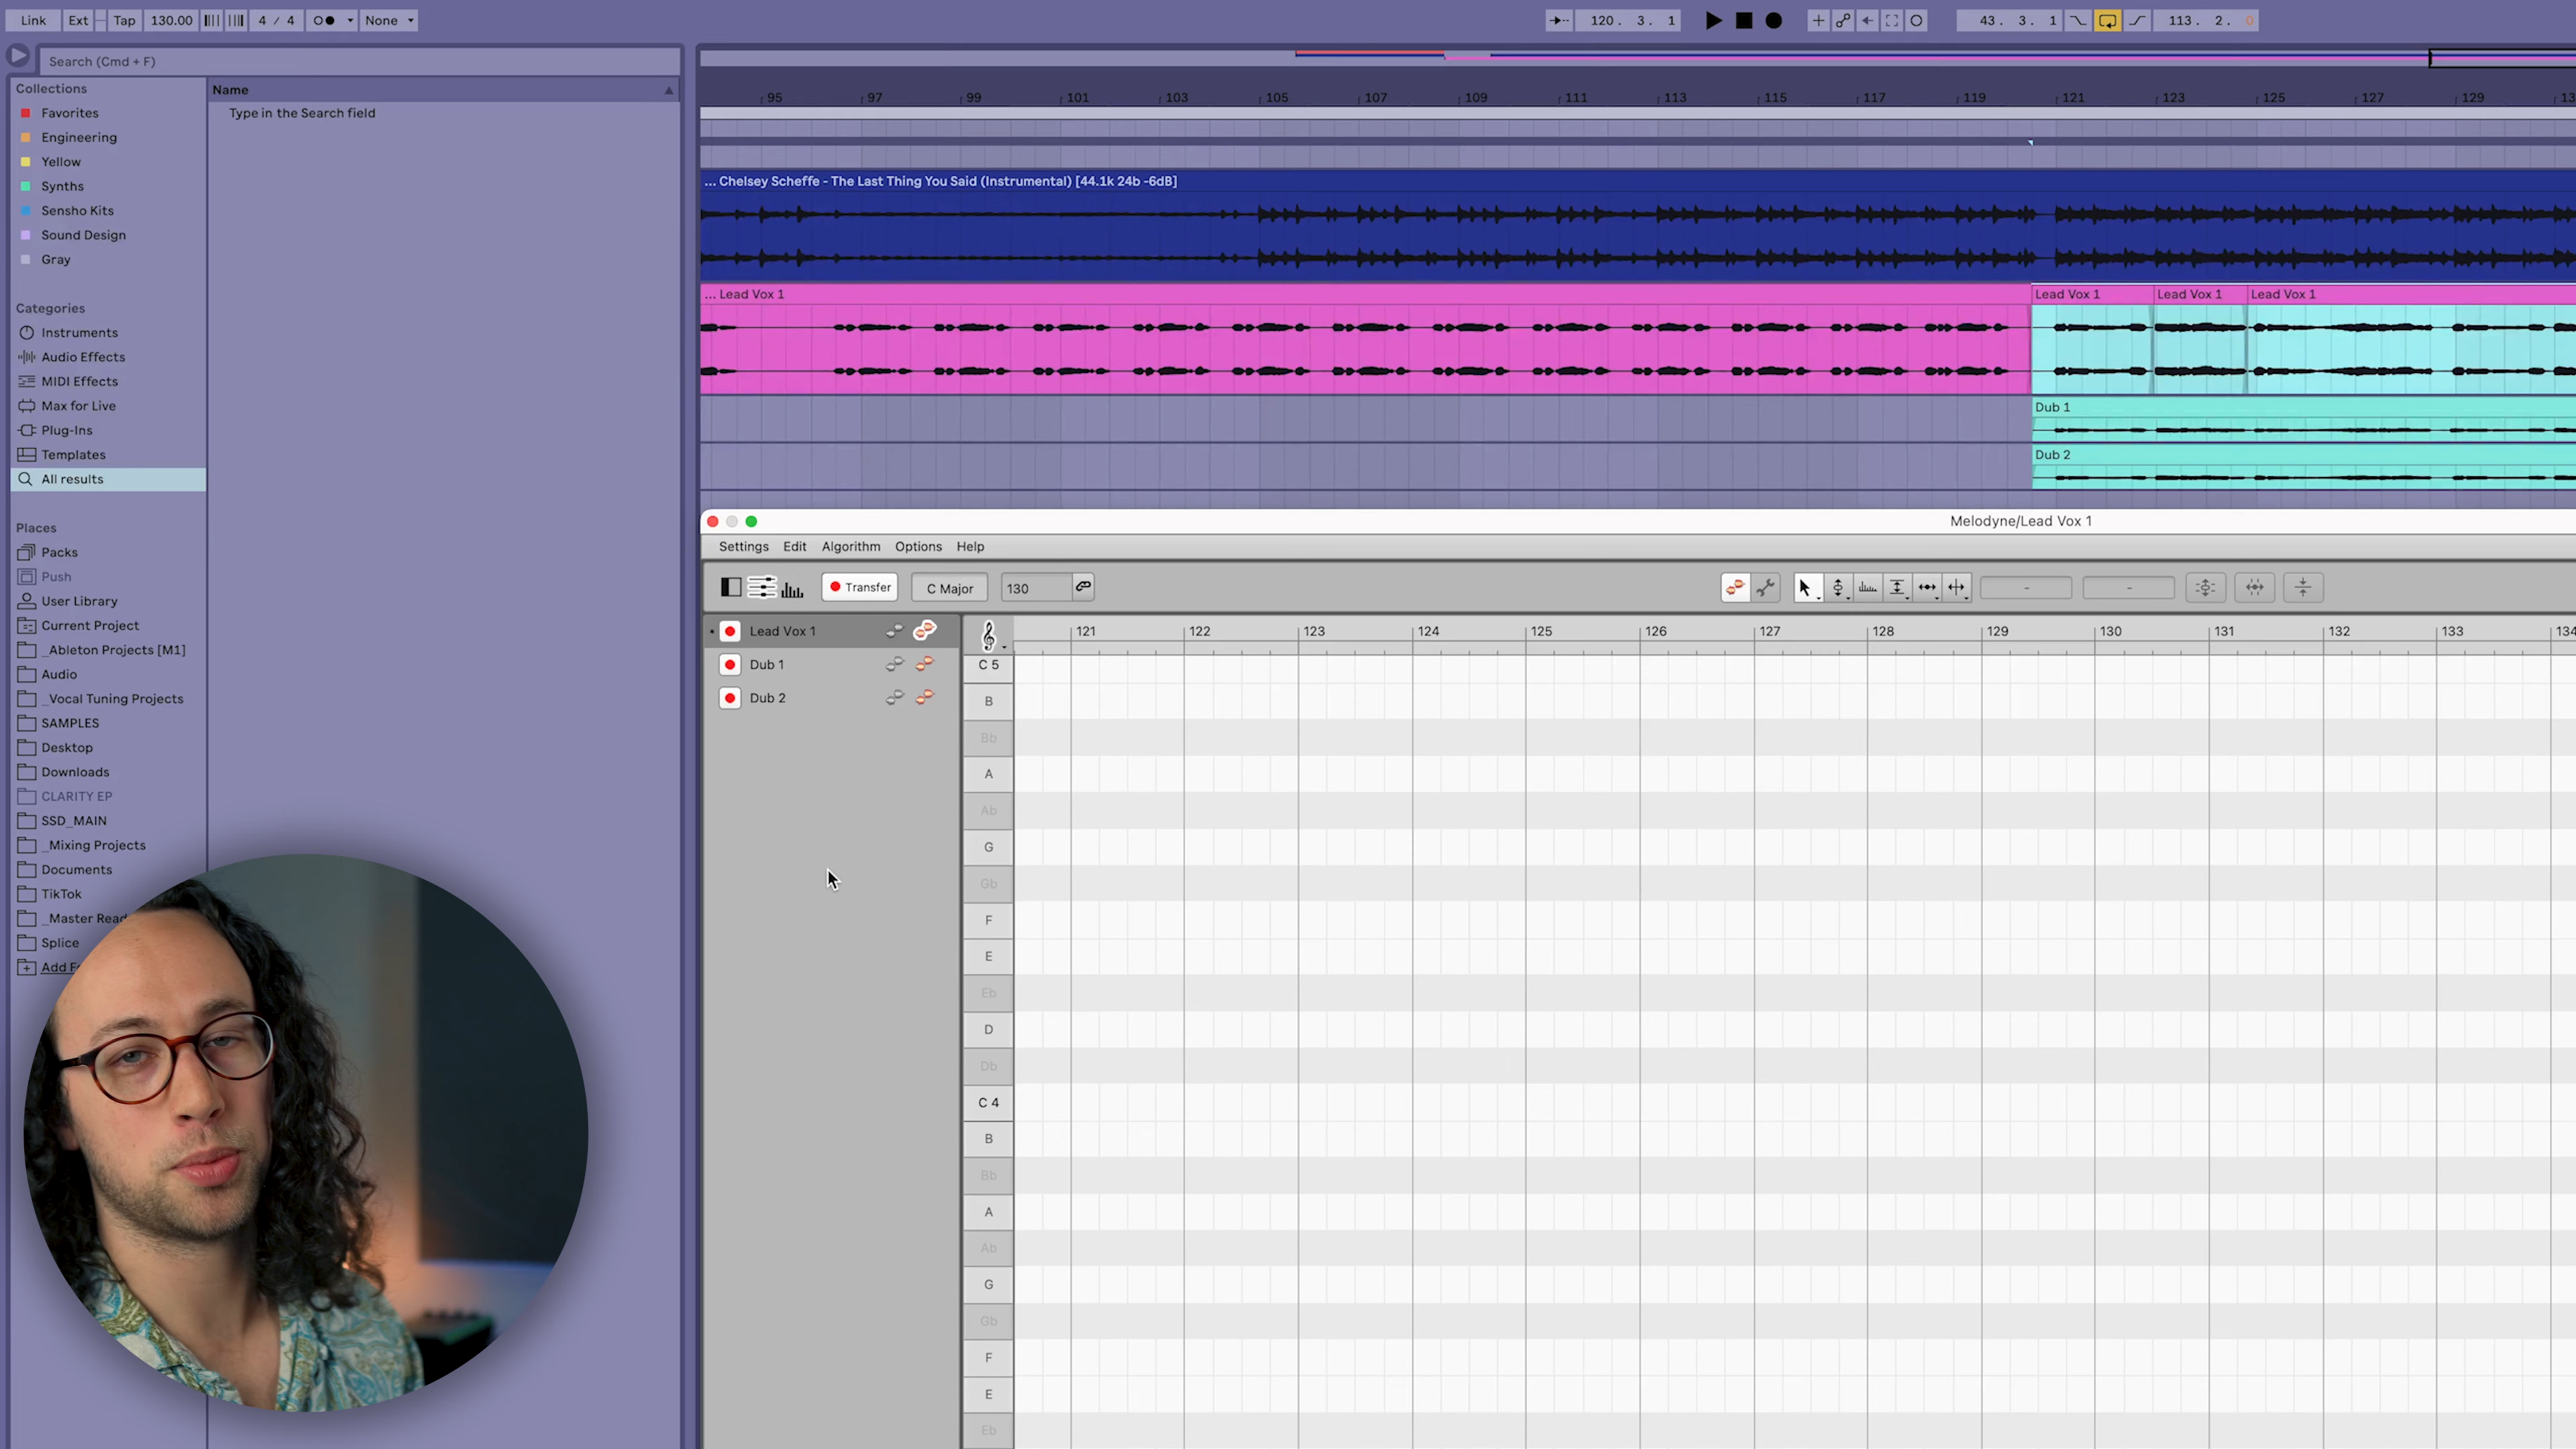 Link Ext Tap 130.00 4 / 4 None 120. 3. 1 43. 3. 1 113. 2. 0
Search (Cmd + F)
Collections
Favorites
Engineering
Yellow
Synths
Sensho Kits
Sound Design
Gray
Categories
Instruments
Audio Effects
MIDI Effects
Max for Live
Plug-Ins
Templates
All results
Places
Packs
Push
User Library
Current Project
_Ableton Projects [M1]
Audio
_Vocal Tuning Projects
SAMPLES
Desktop
Downloads
CLARITY EP
SSD_MAIN
_Mixing Projects
Documents
TikTok
_Master Read
Splice
Add F
Name
Type in the Search field
95 97 99 101 103 105 107 109 111 113 115 117 119 121 123 125 127 129 13
... Chelsey Scheffe - The Last Thing You Said (Instrumental) [44.1k 24b -6dB]
... Lead Vox 1 Lead Vox 1 Lead Vox 1 Lead Vox 1
Dub 1
Dub 2
Melodyne/Lead Vox 1
Settings Edit Algorithm Options Help
Transfer C Major 130 - -
Lead Vox 1
Dub 1
Dub 2
121 122 123 124 125 126 127 128 129 130 131 132 133 134
C 5
B
Bb
A
Ab
G
Gb
F
E
Eb
D
Db
C 4
B
Bb
A
Ab
G
Gb
F
E
Eb